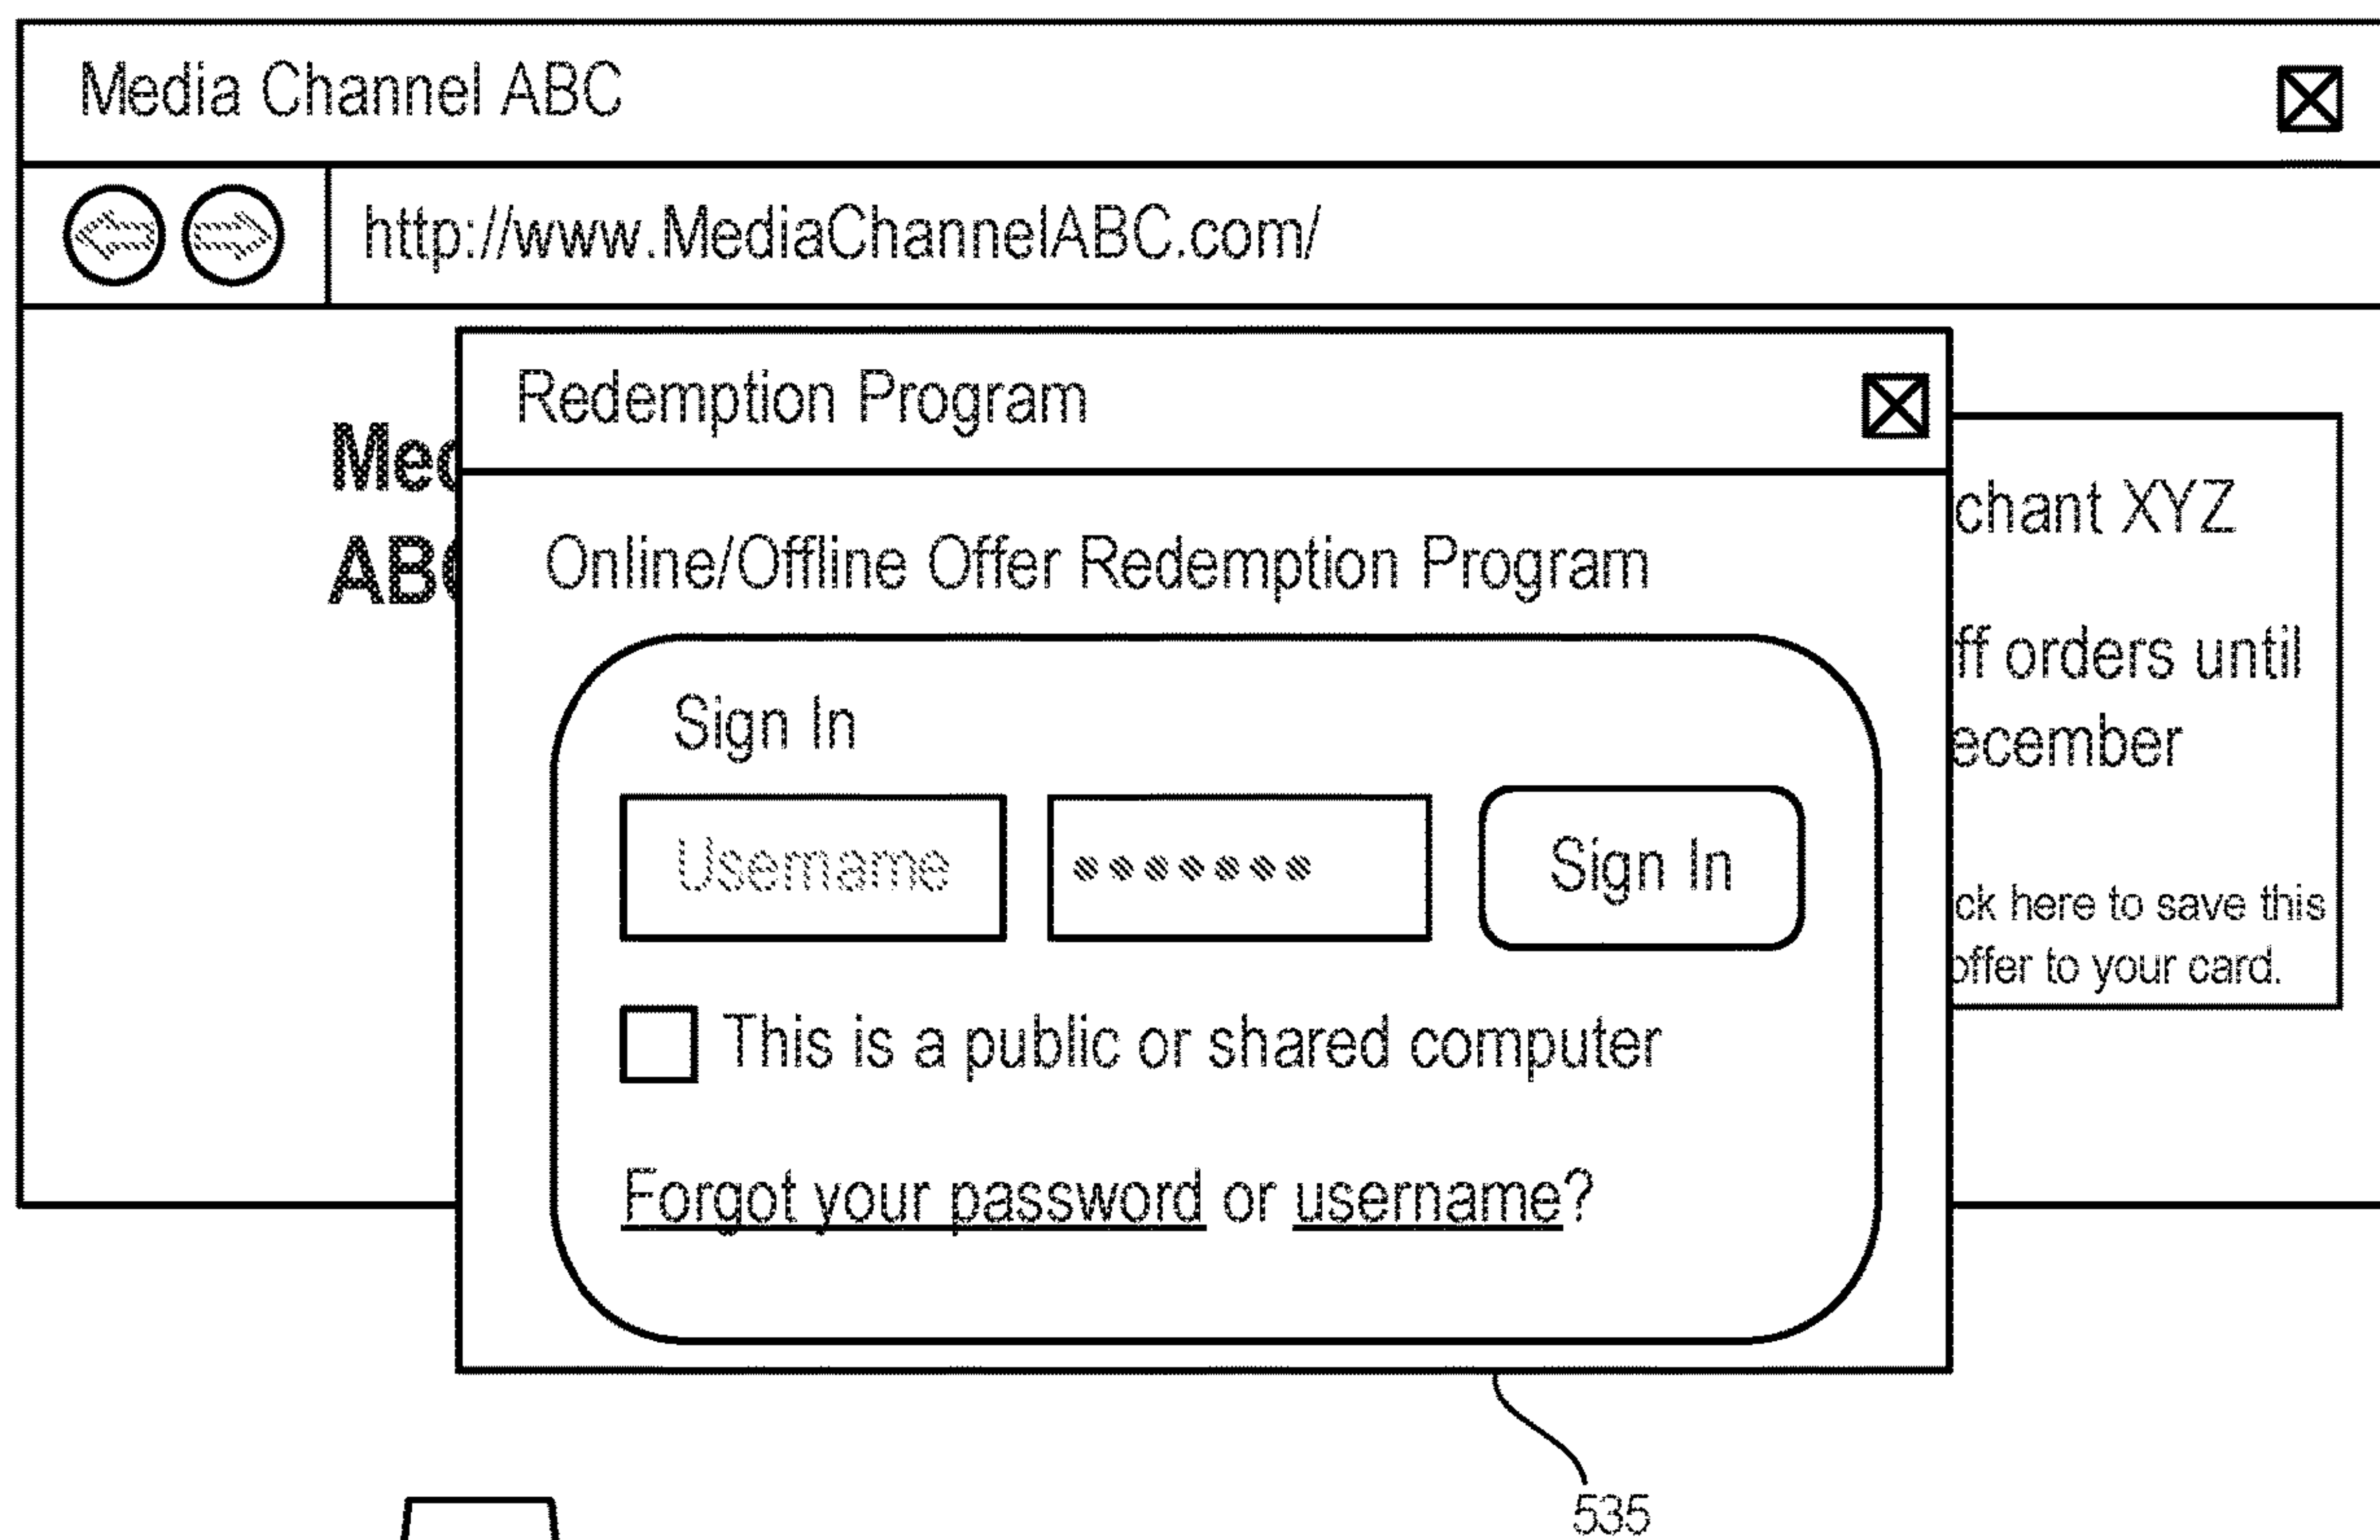 Media Channel ABC
http://www.MediaChannelABC.com/
Redemption Program
Med
ABC
Online/Offline Offer Redemption Program
chant XYZ
ff orders until
ecember
ck here to save this
offer to your card.
Sign In
Username ••••••• Sign In
This is a public or shared computer
Forgot your password or username?
535